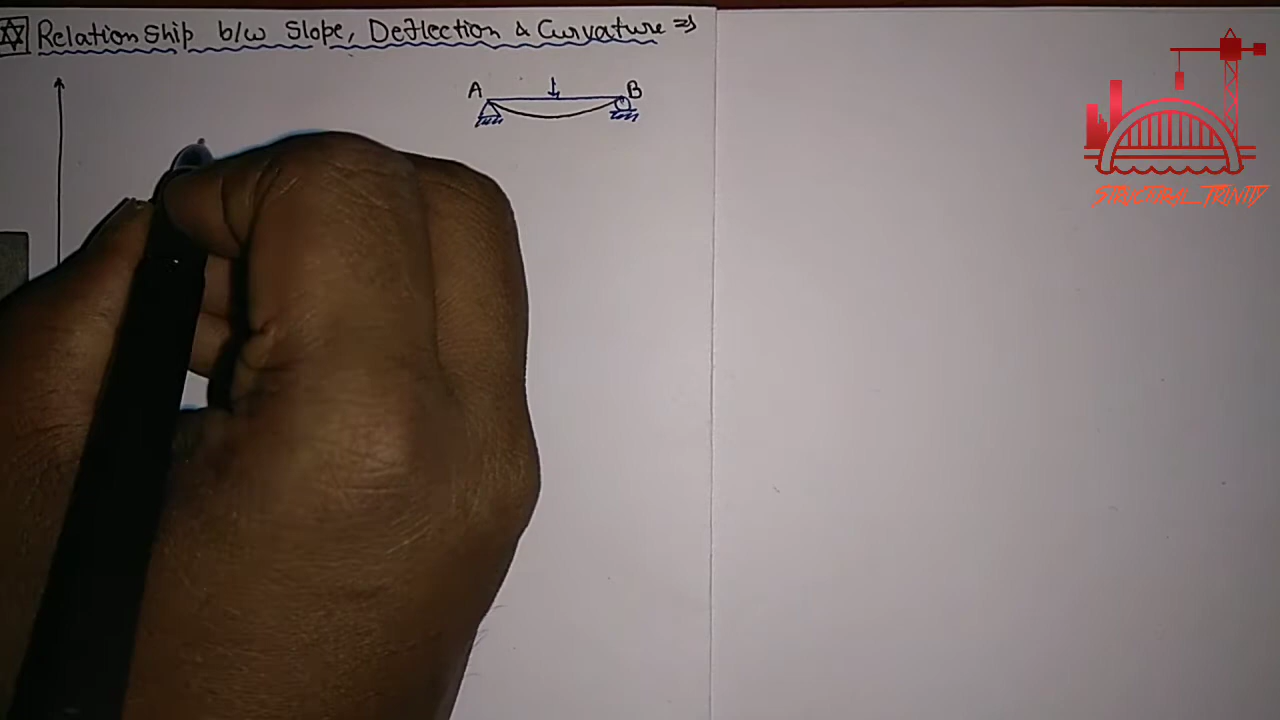 RelationShip b/w Slope, Deflection & Curvature ⇒
A B
STRUCTURAL_TRINITY